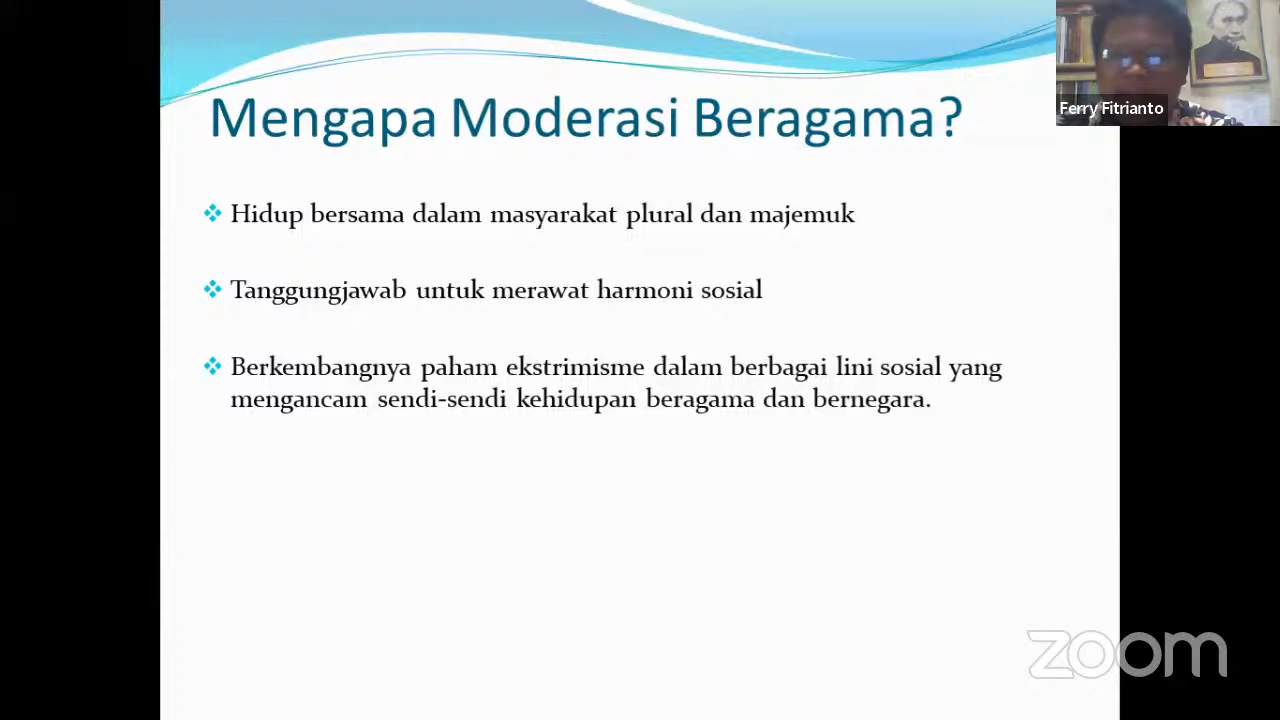 Mengapa Moderasi Beragama?
Ferry Fitrianto
Hidup bersama dalam masyarakat plural dan majemuk
Tanggungjawab untuk merawat harmoni sosial
Berkembangnya paham ekstrimisme dalam berbagai lini sosial yang
mengancam sendi-sendi kehidupan beragama dan bernegara.
zoom